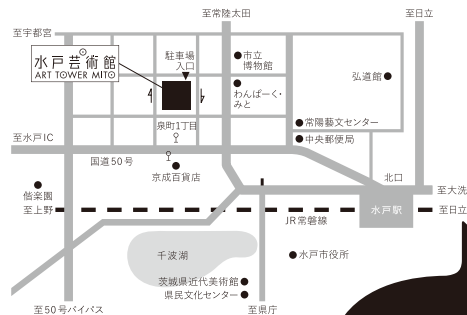 至常陸太田
至日立
至宇都宮
水戸芸術館
ART TOWER MITO
駐車場
入口
市立
博物館
弘道館
わんぱーく・
みと
泉町1丁目
常陽藝文センター
中央郵便局
至水戸IC
国道50号
京成百貨店
北口
偕楽園
至大洗
至上野
水戸駅
至日立
JR常磐線
千波湖
水戸市役所
茨城県近代美術館
県民文化センター
至50号バイパス
至県庁